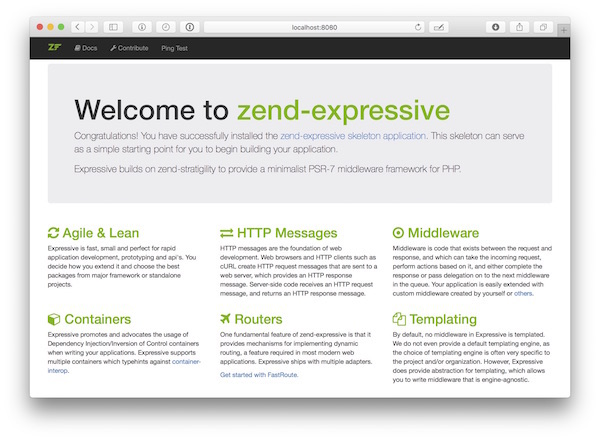 localhost:8080
ZF Docs Contribute Ping Test
Welcome to zend-expressive
Congratulations! You have successfully installed the zend-expressive skeleton application. This skeleton can serve
as a simple starting point for you to begin building your application.
Expressive builds on zend-stratigility to provide a minimalist PSR-7 middleware framework for PHP.
Agile & Lean
Expressive is fast, small and perfect for rapid
application development, prototyping and api's. You
decide how you extend it and choose the best
packages from major framework or standalone
projects.
HTTP Messages
HTTP messages are the foundation of web
development. Web browsers and HTTP clients such as
cURL create HTTP request messages that are sent to a
web server, which provides an HTTP response
message. Server-side code receives an HTTP request
message, and returns an HTTP response message.
Middleware
Middleware is code that exists between the request and
response, and which can take the incoming request,
perform actions based on it, and either complete the
response or pass delegation on to the next middleware
in the queue. Your application is easily extended with
custom middleware created by yourself or others.
Containers
Expressive promotes and advocates the usage of
Dependency Injection/Inversion of Control containers
when writing your applications. Expressive supports
multiple containers which typehints against container-
interop.
Routers
One fundamental feature of zend-expressive is that it
provides mechanisms for implementing dynamic
routing, a feature required in most modern web
applications. Expressive ships with multiple adapters.
Get started with FastRoute.
Templating
By default, no middleware in Expressive is templated.
We do not even provide a default templating engine, as
the choice of templating engine is often very specific to
the project and/or organization. However, Expressive
does provide abstraction for templating, which allows
you to write middleware that is engine-agnostic.